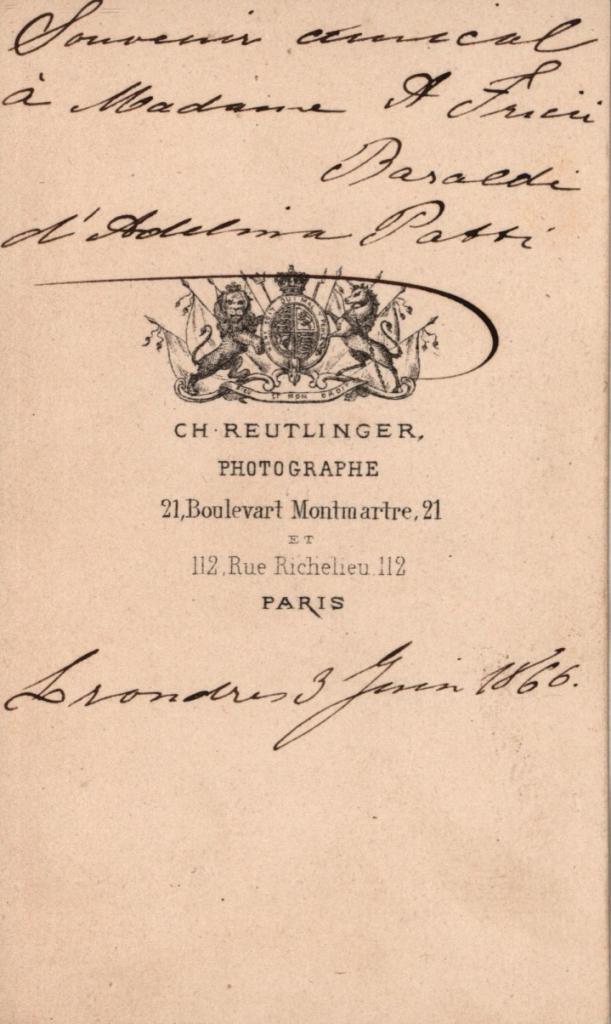 Souvenir amical
à Madame A Frici
Baraldi
d'Adelina Patti
CH. REUTLINGER,
PHOTOGRAPHE
21, Boulevart Montmartre, 21
ET
112, Rue Richelieu. 112
PARIS
Londres 3 Juin 1866.